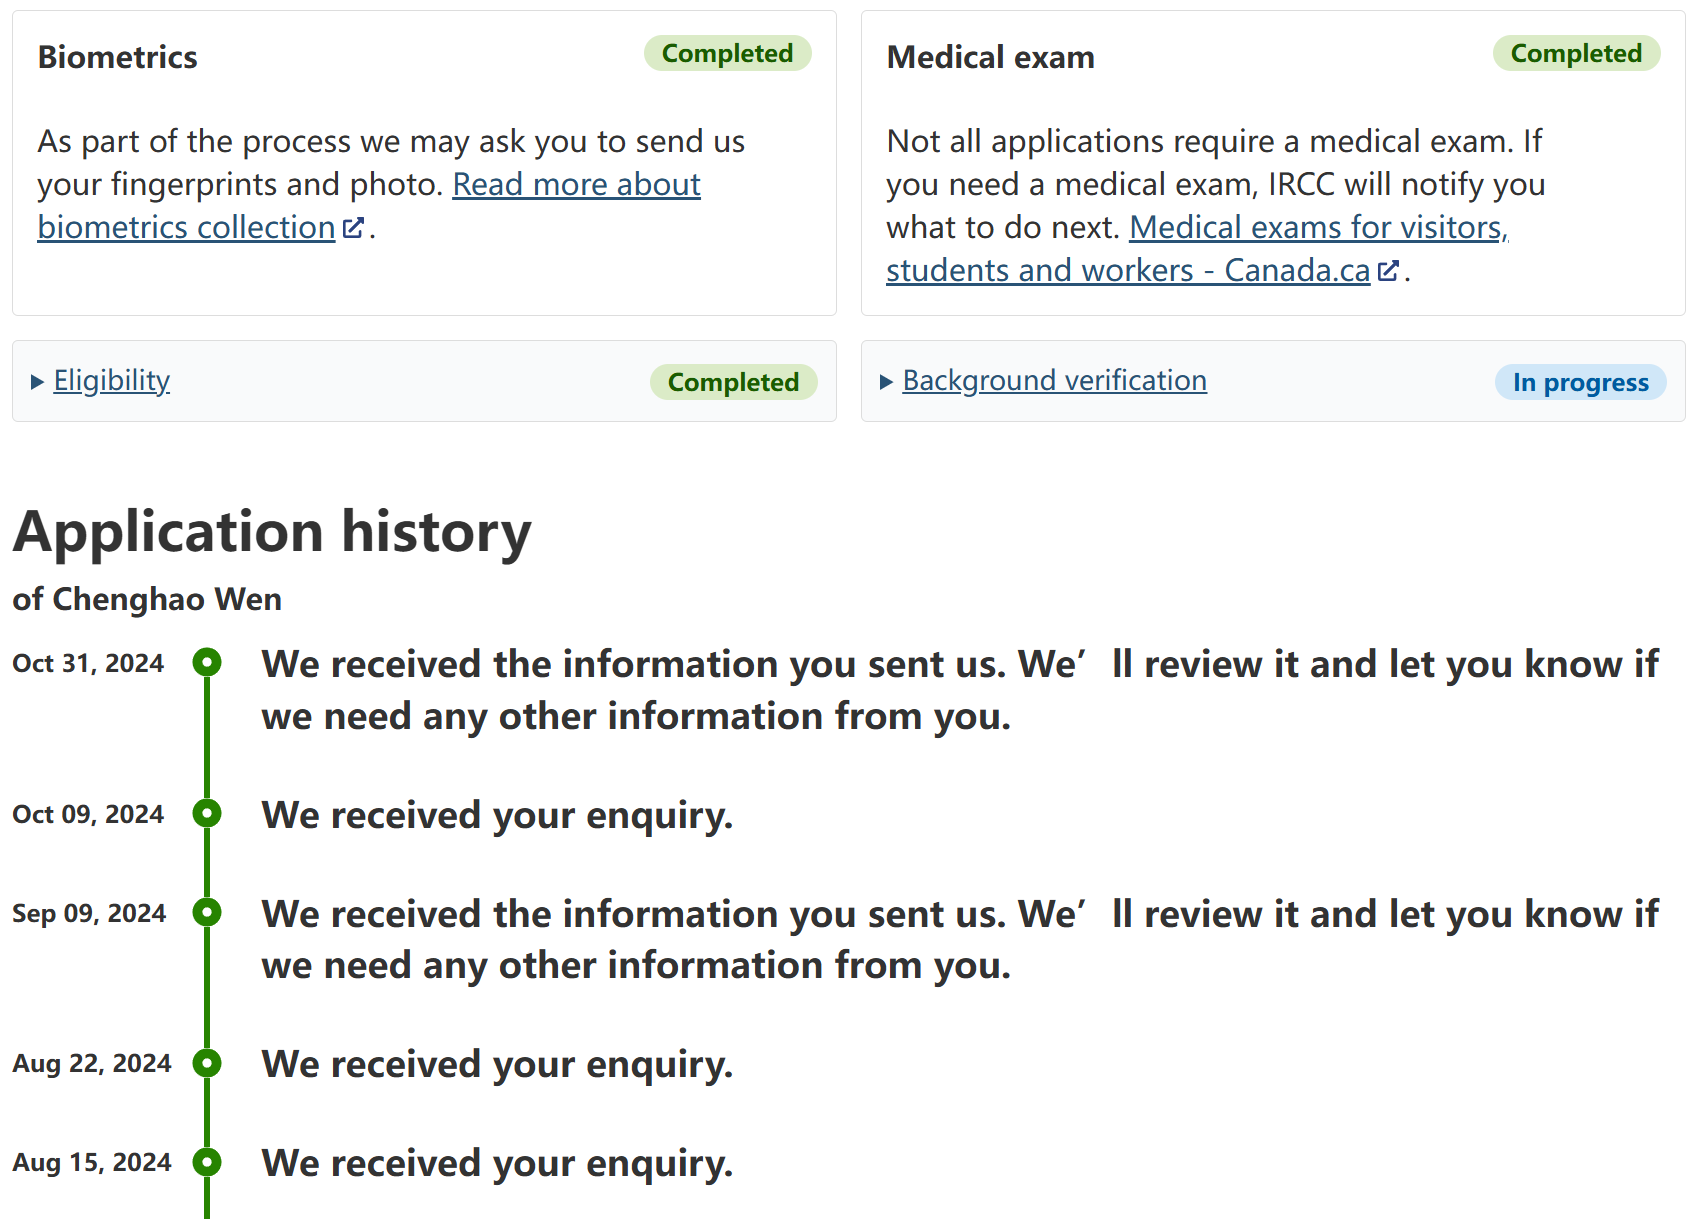 Biometrics
Completed
As part of the process we may ask you to send us
your fingerprints and photo. Read more about
biometrics collection.
Medical exam
Completed
Not all applications require a medical exam. If
you need a medical exam, IRCC will notify you
what to do next. Medical exams for visitors,
students and workers - Canada.ca.
Eligibility
Completed
Background verification
In progress
Application history
of Chenghao Wen
Oct 31, 2024
We received the information you sent us. We’ll review it and let you know if
we need any other information from you.
Oct 09, 2024
We received your enquiry.
Sep 09, 2024
We received the information you sent us. We’ll review it and let you know if
we need any other information from you.
Aug 22, 2024
We received your enquiry.
Aug 15, 2024
We received your enquiry.